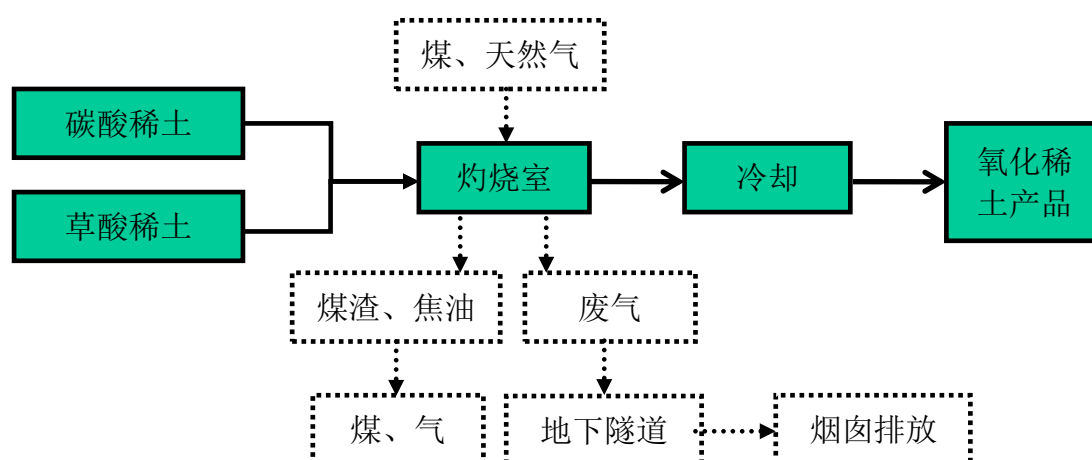 煤、天然气
碳酸稀土
灼烧室
冷却
氧化稀
土产品
草酸稀土
煤渣、焦油
废气
煤、气
地下隧道
烟囱排放